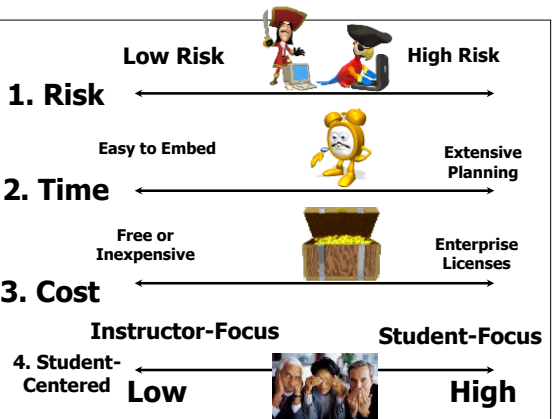 Low Risk
High Risk
1. Risk
Easy to Embed
Extensive
Planning
2. Time
Free or
Inexpensive
Enterprise
Licenses
3. Cost
Instructor-Focus
Student-Focus
4. Student-
Centered
Low
High